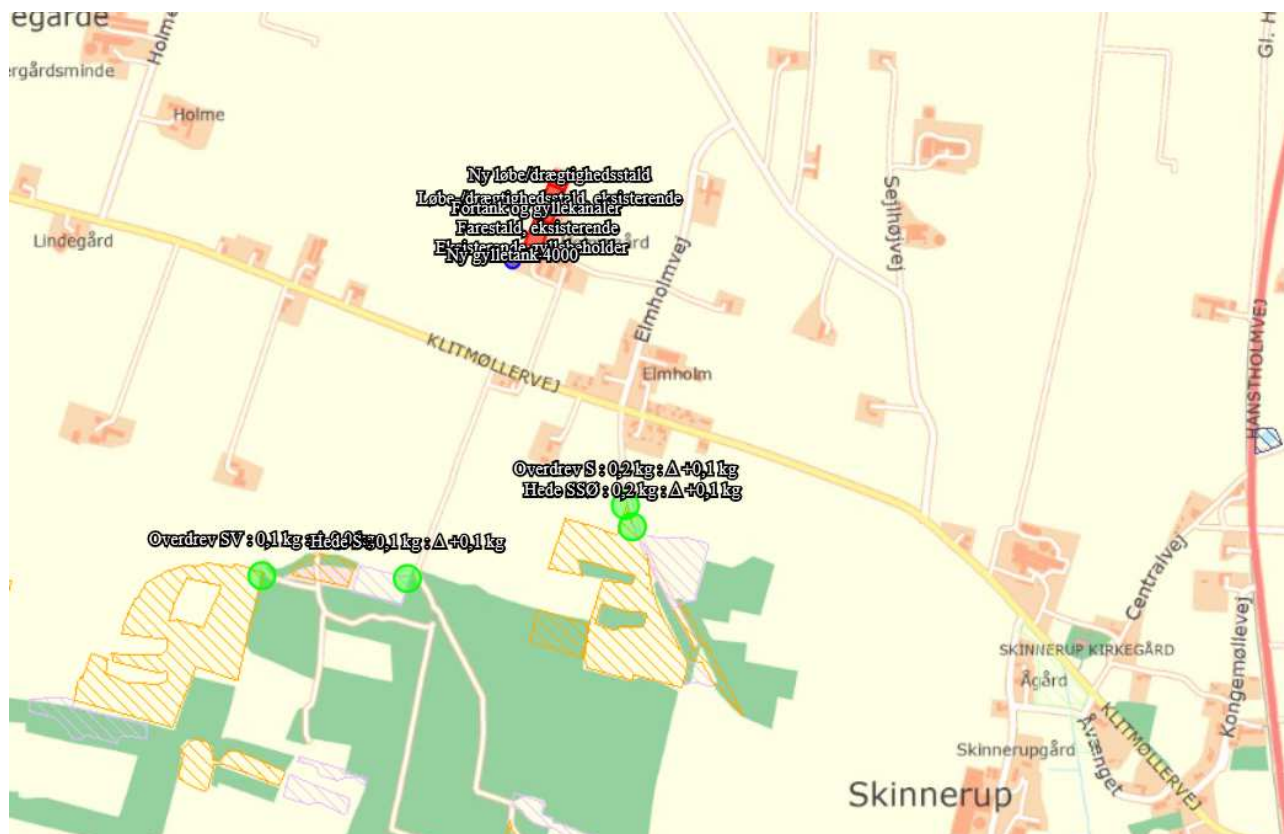 egårde
Holme
Gl. H
ergårdsminde
Holme
Ny løbe/drægtighedsstald
Løbe-/drægtighedsstald, eksisterende
Fortank og gyllekanaler
Sejlhøjvej
Farestald, eksisterende
Lindegård
Eksisterende gyllebeholder
Ny gylletank 4000
Elmholmvej
KLITMØLLERVEJ
Elmholm
HANSTHOLMVEJ
Overdrev S : 0,2 kg : Δ +0,1 kg
Hede SSØ : 0,2 kg : Δ +0,1 kg
Overdrev SV : 0,1 kg
Hede S : 0,1 kg : Δ +0,1 kg
Centralvej
SKINNERUP KIRKEGÅRD
Ågård
Kongemøllevej
KLITMØLLERVEJ
Skinnerupgård
Åvænget
Skinnerup